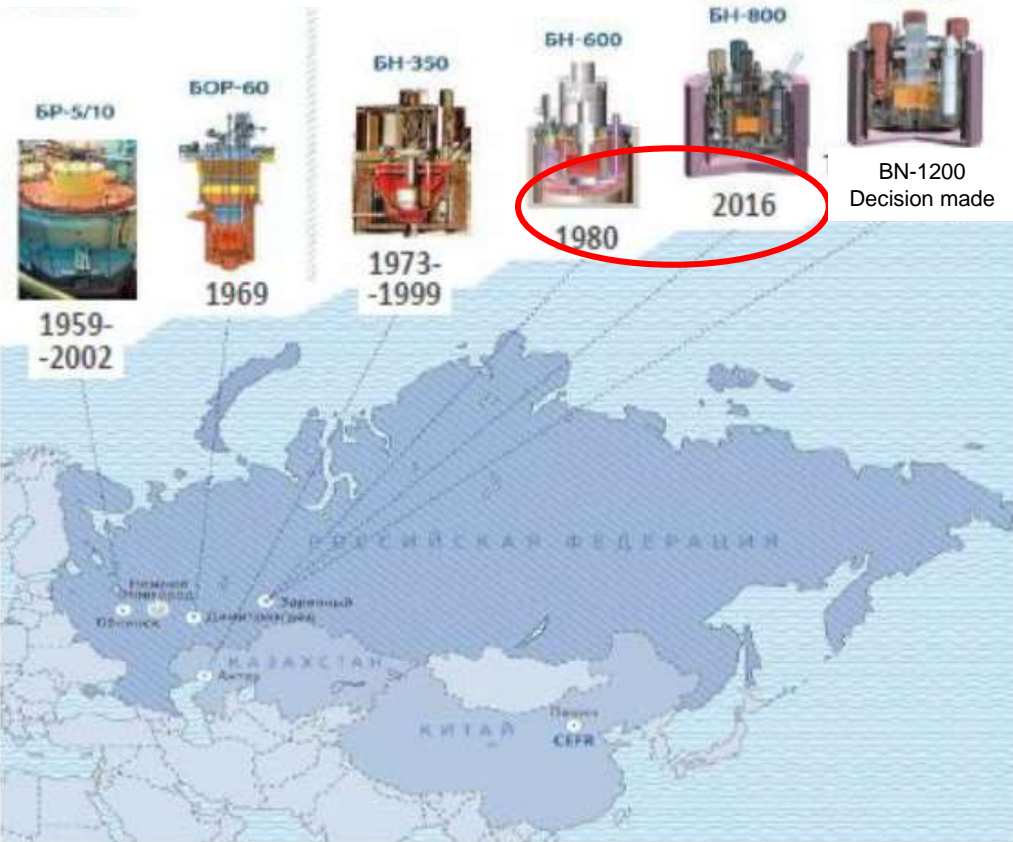 БР-5/10
БОР-60
БН-350
БН-600
БН-800
1959-
-2002
1969
1973-
-1999
1980
2016
BN-1200
Decision made
РОССИЙСКАЯ ФЕДЕРАЦИЯ
Нижний
Новгород
Обнинск
Димитровград
Заречный
КАЗАХСТАН
Актау
КИТАЙ
Пекин
CEFR